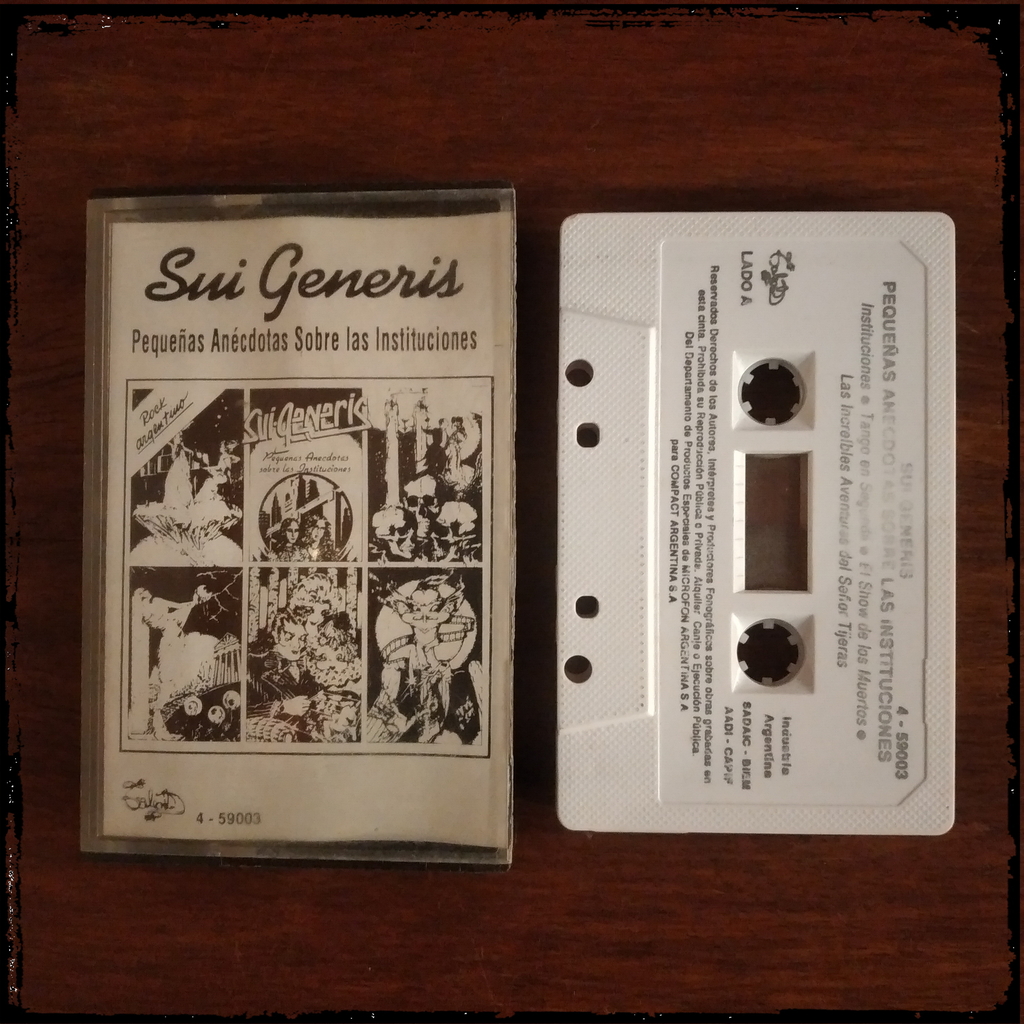 Sui Generis
Pequeñas Anécdotas Sobre las Instituciones
Rock
argentino
Sui-Generis
Pequenas Anecdotas
sobre las Instituciones
4 - 59003
SUI GENERIS
4 - 59003
PEQUEÑAS ANECDOTAS SOBRE LAS INSTITUCIONES
Instituciones ● Tango en Segunda ● El Show de los Muertos ●
Las Increíbles Aventuras del Señor Tijeras
LADO A
Industria
Argentina
SADAIC - BIEM
AADI - CAPIF
Reservados Derechos de los Autores, Intérpretes y Productores Fonográficos sobre obras grabadas en
esta cinta. Prohibida su Reproducción Pública o Privada, Alquiler, Canje o Ejecución Pública.
Del Departamento de Productos Especiales de MICROFON ARGENTINA S A
para COMPACT ARGENTINA S A